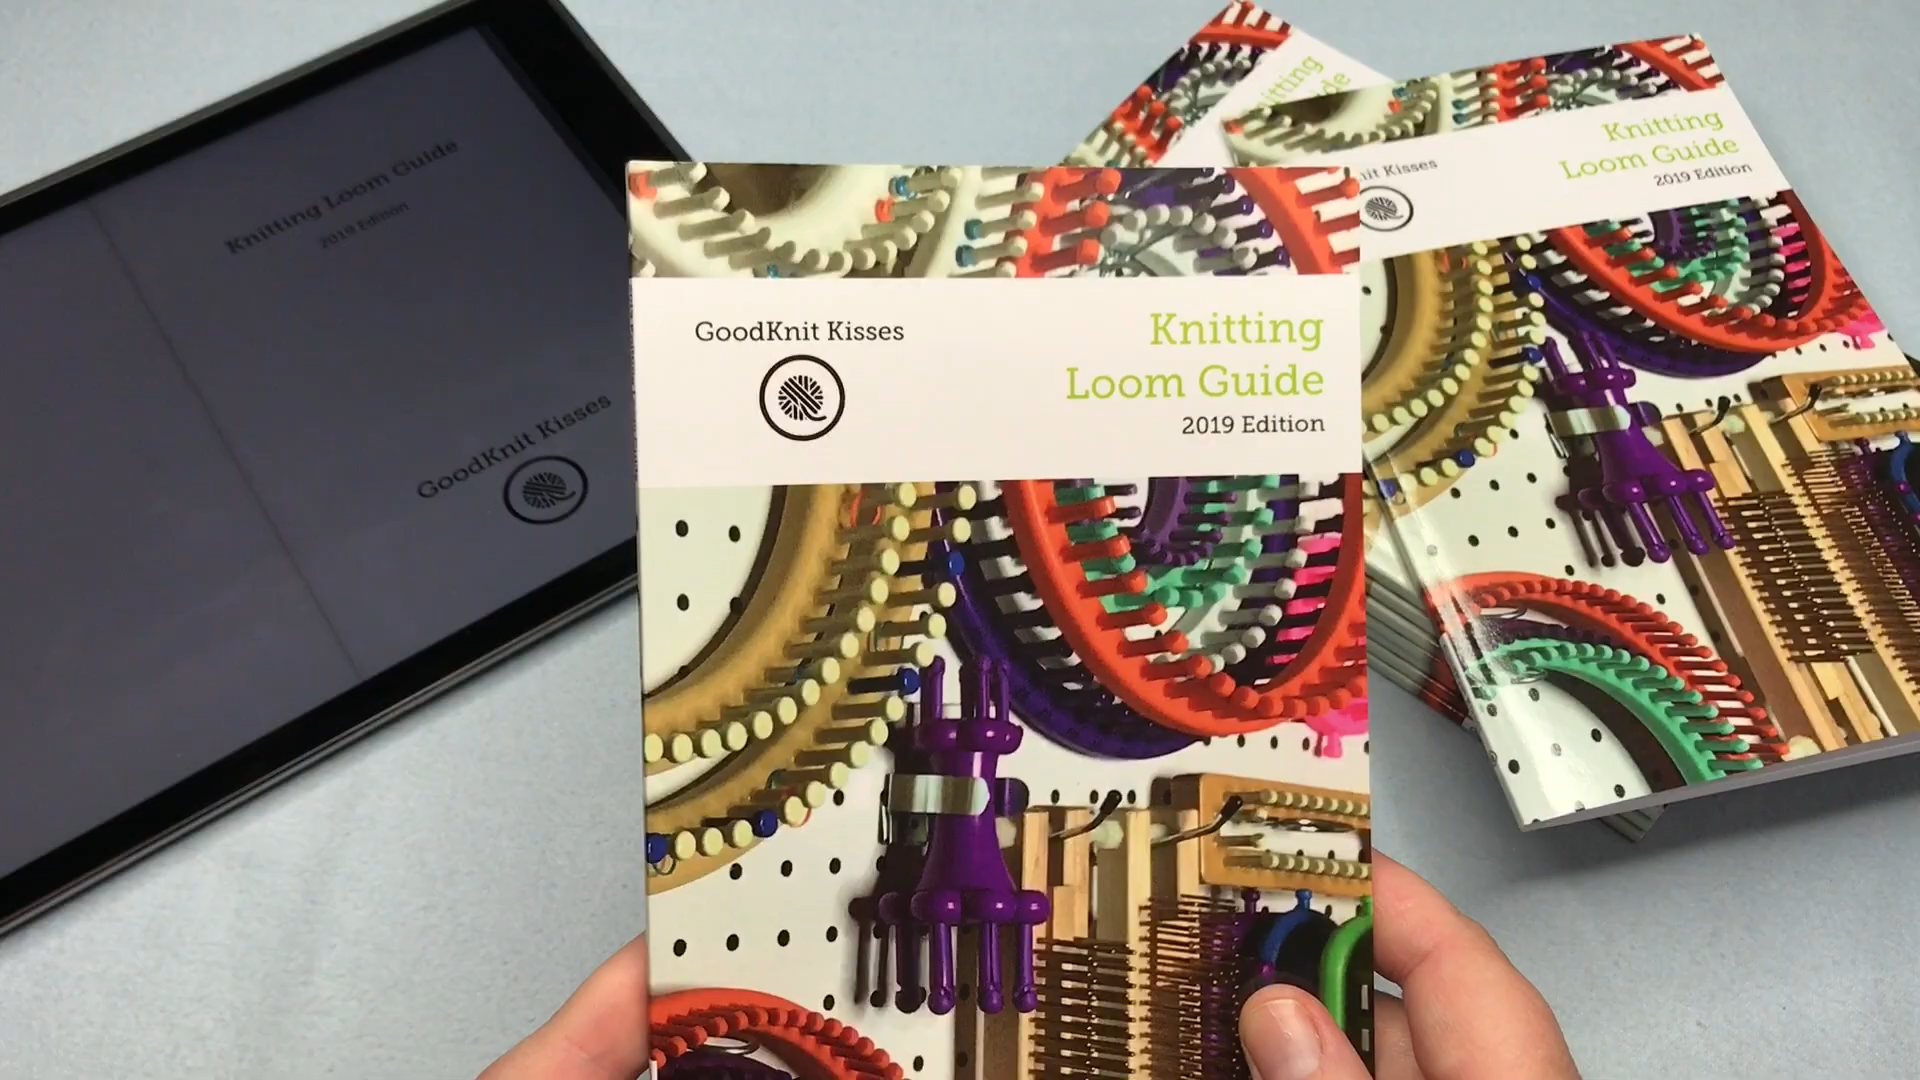 Knitting Loom Guide
2019 Edition
GoodKnit Kisses
GoodKnit Kisses
Knitting
Loom Guide
2019 Edition
Knitting
Loom Guide
2019 Edition
Kisses